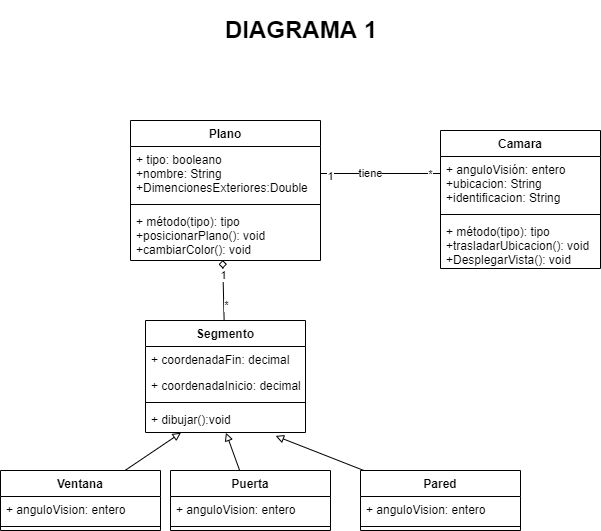 DIAGRAMA 1
Plano
+ tipo: booleano
+nombre: String
+DimencionesExteriores:Double
+ método(tipo): tipo
+posicionarPlano(): void
+cambiarColor(): void
1
tiene
*
Camara
+ anguloVisión: entero
+ubicacion: String
+identificacion: String
+ método(tipo): tipo
+trasladarUbicacion(): void
+DesplegarVista(): void
1
*
Segmento
+ coordenadaFin: decimal
+ coordenadaInicio: decimal
+ dibujar():void
Ventana
+ anguloVision: entero
Puerta
+ anguloVision: entero
Pared
+ anguloVision: entero